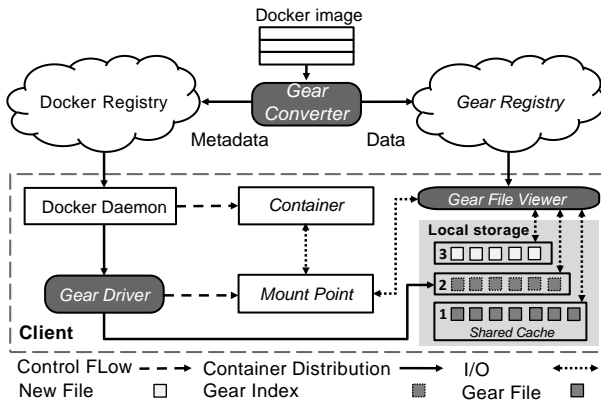 Docker image
Gear
Converter
Docker Registry
Gear Registry
Metadata
Data
Docker Daemon
Container
Gear File Viewer
Local storage
3
Gear Driver
Mount Point
2
1
Shared Cache
Client
Control FLow
Container Distribution
I/O
New File
Gear Index
Gear File